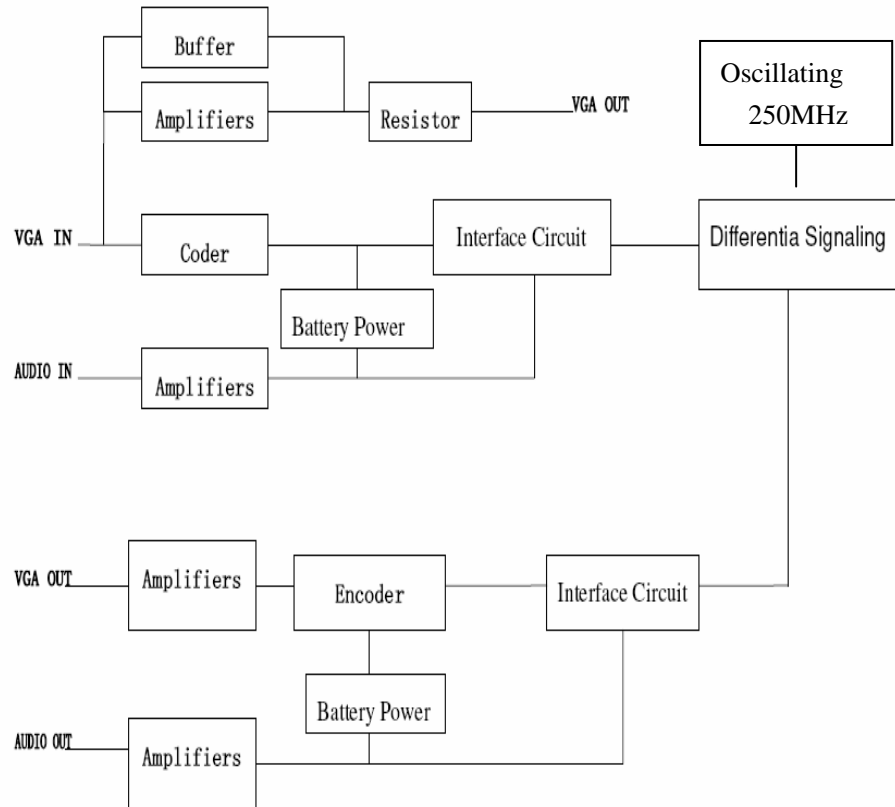 Buffer
Oscillating
250MHz
Amplifiers
Resistor
VGA OUT
VGA IN
Coder
Interface Circuit
Differentia Signaling
Battery Power
AUDIO IN
Amplifiers
VGA OUT
Amplifiers
Encoder
Interface Circuit
Battery Power
AUDIO OUT
Amplifiers